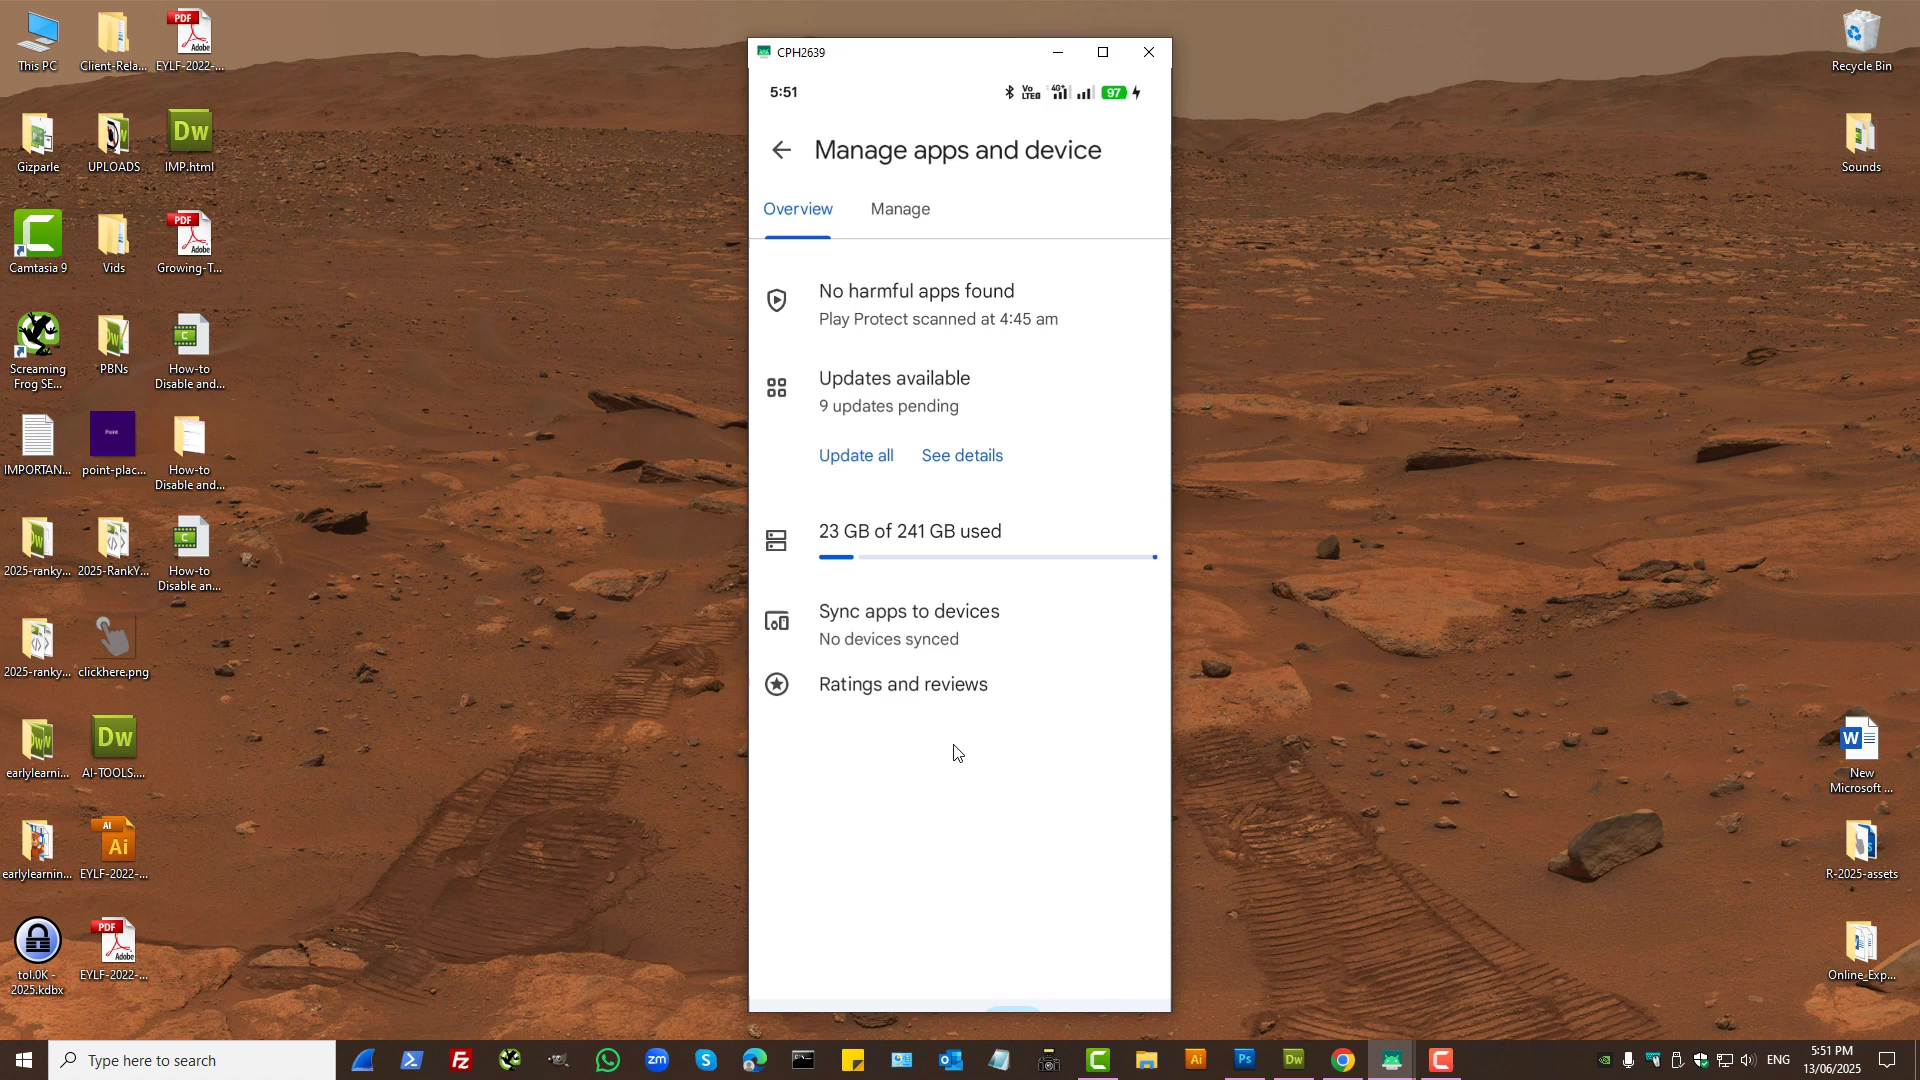 This PC
Client-Rela...
EYLF-2022-...
Gizparle
UPLOADS
IMP.html
Camtasia 9
Vids
Growing-T...
Screaming
Frog SE...
PBNs
How-to
Disable and...
IMPORTAN...
point-plac...
How-to
Disable and...
2025-ranky...
2025-RankY...
How-to
Disable an...
2025-ranky...
clickhere.png
earlylearni...
AI-TOOLS....
earlylearnin...
EYLF-2022-...
tol.0K -
2025.kdbx
EYLF-2022-...
CPH2639
5:51
Vo
LTE
4G+
97
Manage apps and device
Overview
Manage
No harmful apps found
Play Protect scanned at 4:45 am
Updates available
9 updates pending
Update all
See details
23 GB of 241 GB used
Sync apps to devices
No devices synced
Ratings and reviews
Recycle Bin
Sounds
New
Microsoft ...
R-2025-assets
Online_Exp...
Type here to search
ENG
5:51 PM
13/06/2025